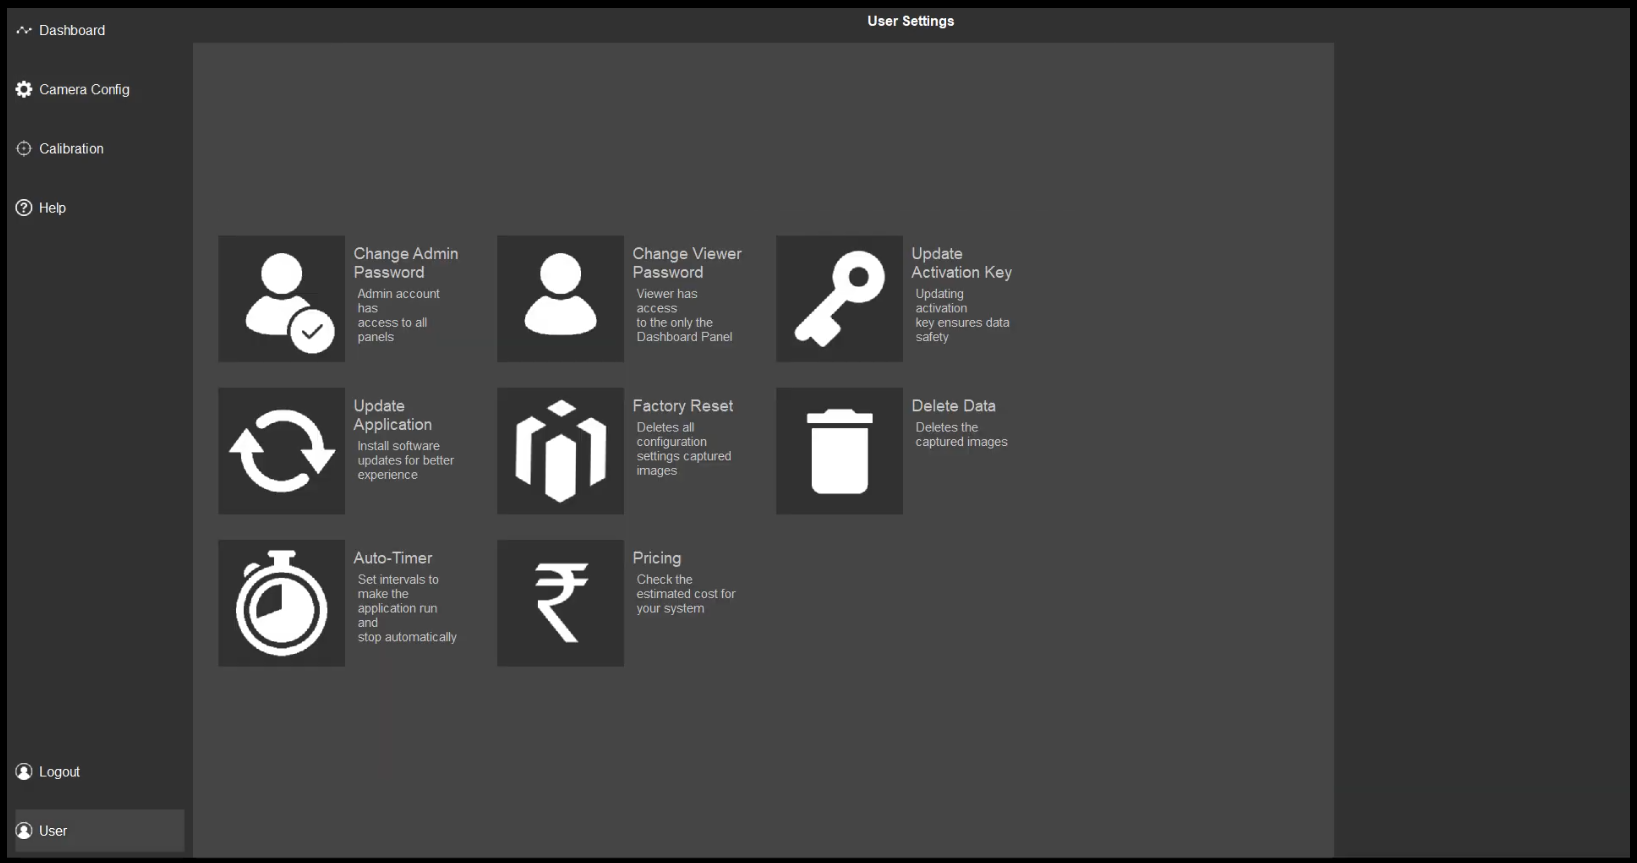 User Settings
Dashboard
Camera Config
Calibration
Help
Change Admin
Password
Admin account
has
access to all
panels
Change Viewer
Password
Viewer has
access
to the only the
Dashboard Panel
Update
Activation Key
Updating
activation
key ensures data
safety
Update
Application
Install software
updates for better
experience
Factory Reset
Deletes all
configuration
settings captured
images
Delete Data
Deletes the
captured images
Auto-Timer
Set intervals to
make the
application run
and
stop automatically
₹
Pricing
Check the
estimated cost for
your system
Logout
User